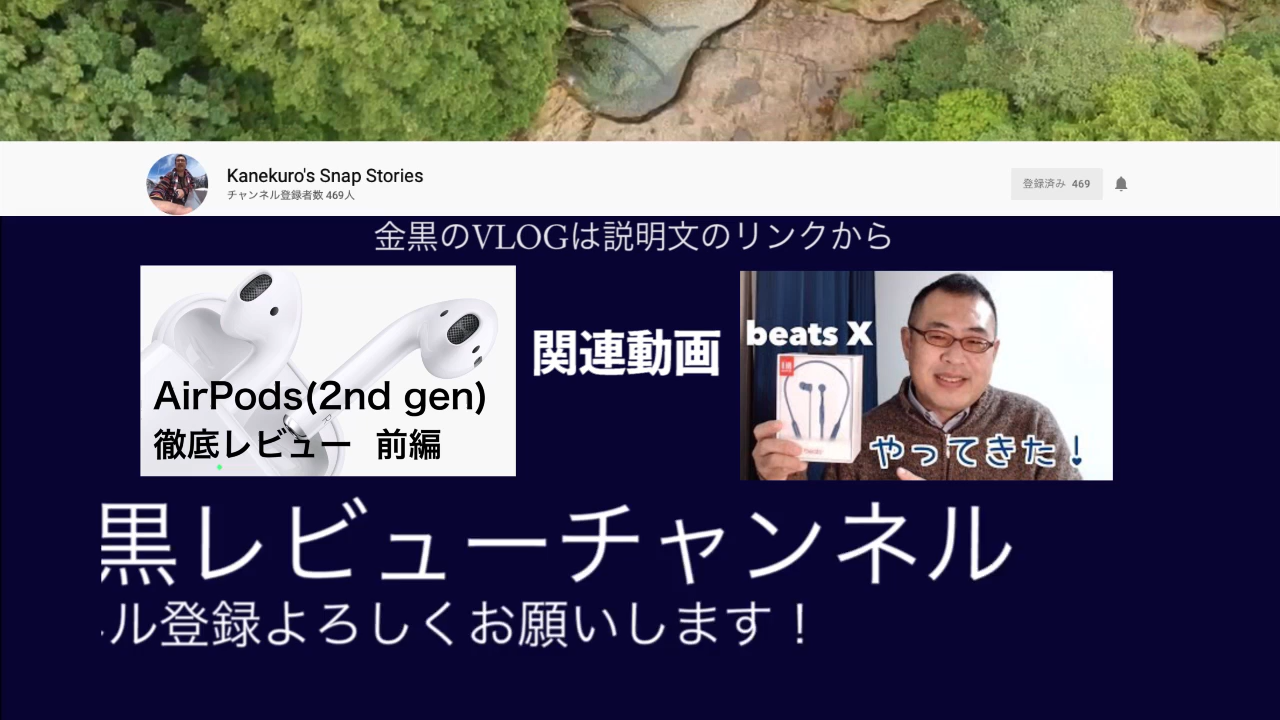 Kanekuro's Snap Stories
チャンネル登録者数 469人
登録済み 469
金黒のVLOGは説明文のリンクから
AirPods(2nd gen)
徹底レビュー 前編
関連動画
beats X
やってきた!
黒レビューチャンネル
ル登録よろしくお願いします!